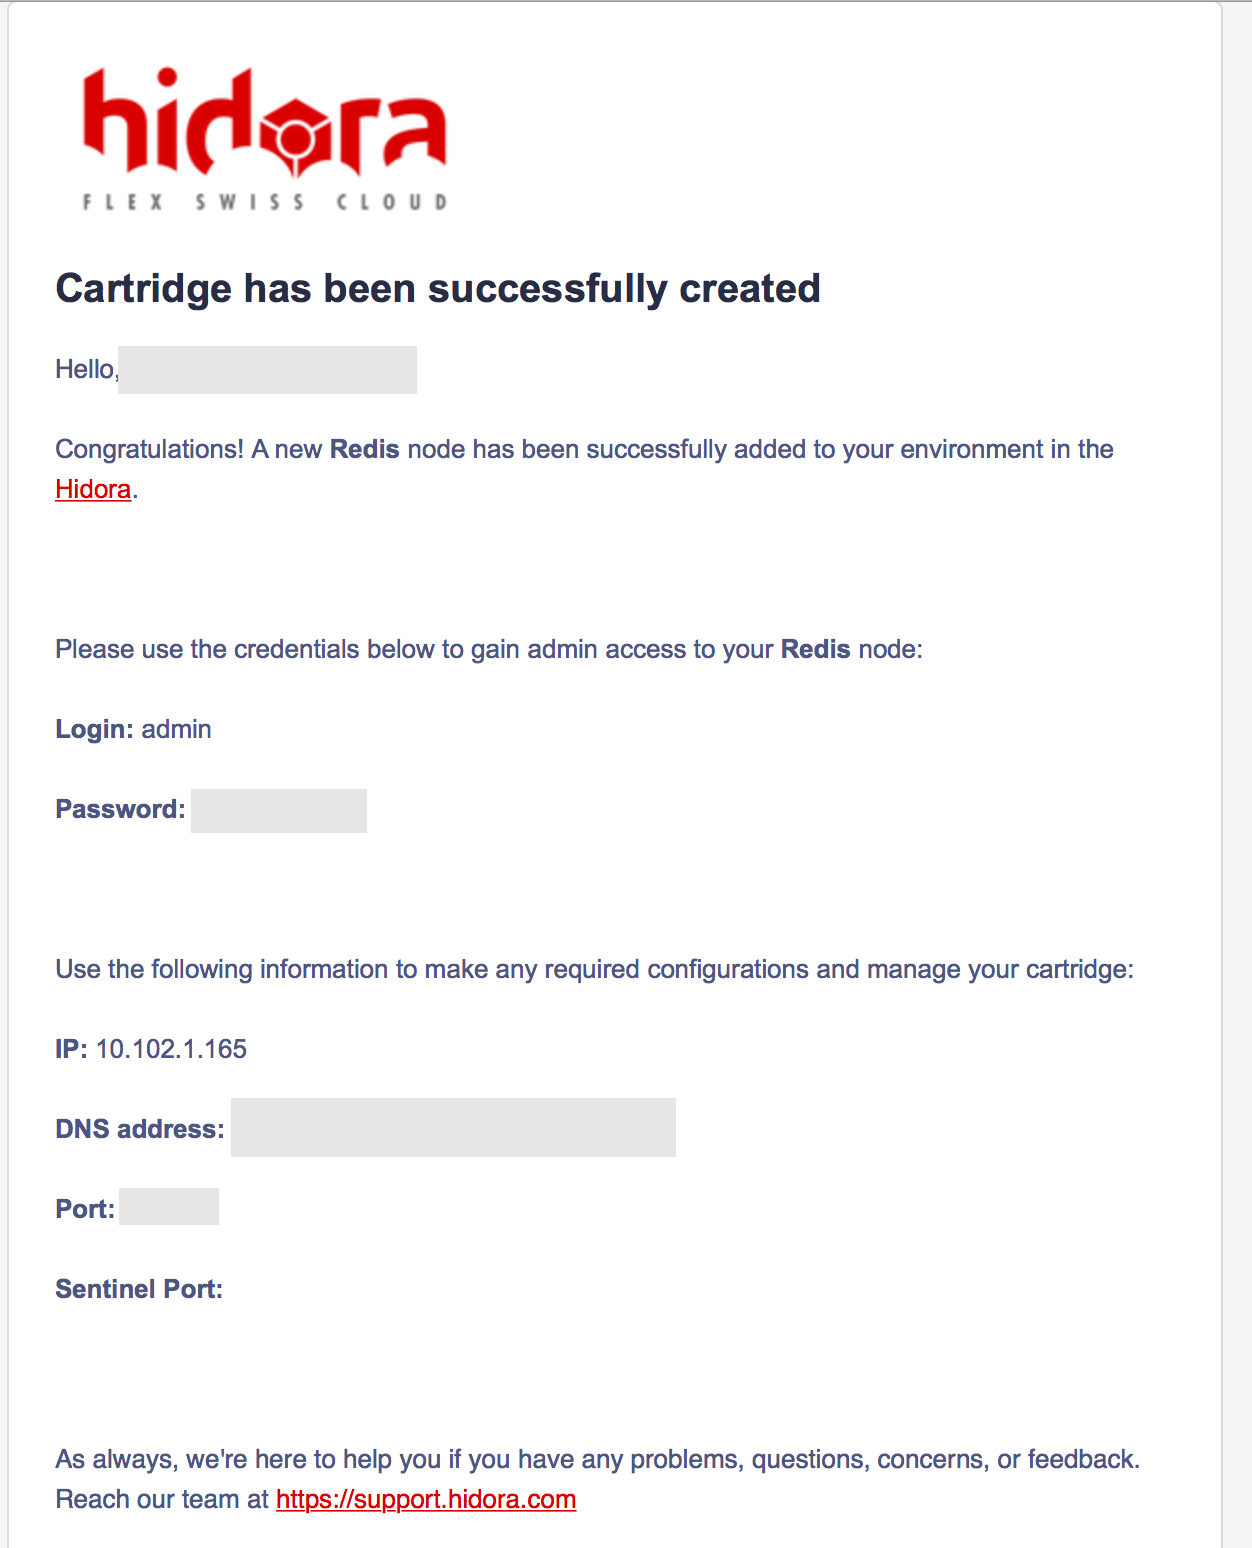 hidora
FLEX SWISS CLOUD
Cartridge has been successfully created
Hello,
Congratulations! A new Redis node has been successfully added to your environment in the
Hidora.
Please use the credentials below to gain admin access to your Redis node:
Login: admin
Password:
Use the following information to make any required configurations and manage your cartridge:
IP: 10.102.1.165
DNS address:
Port:
Sentinel Port:
As always, we're here to help you if you have any problems, questions, concerns, or feedback.
Reach our team at https://support.hidora.com